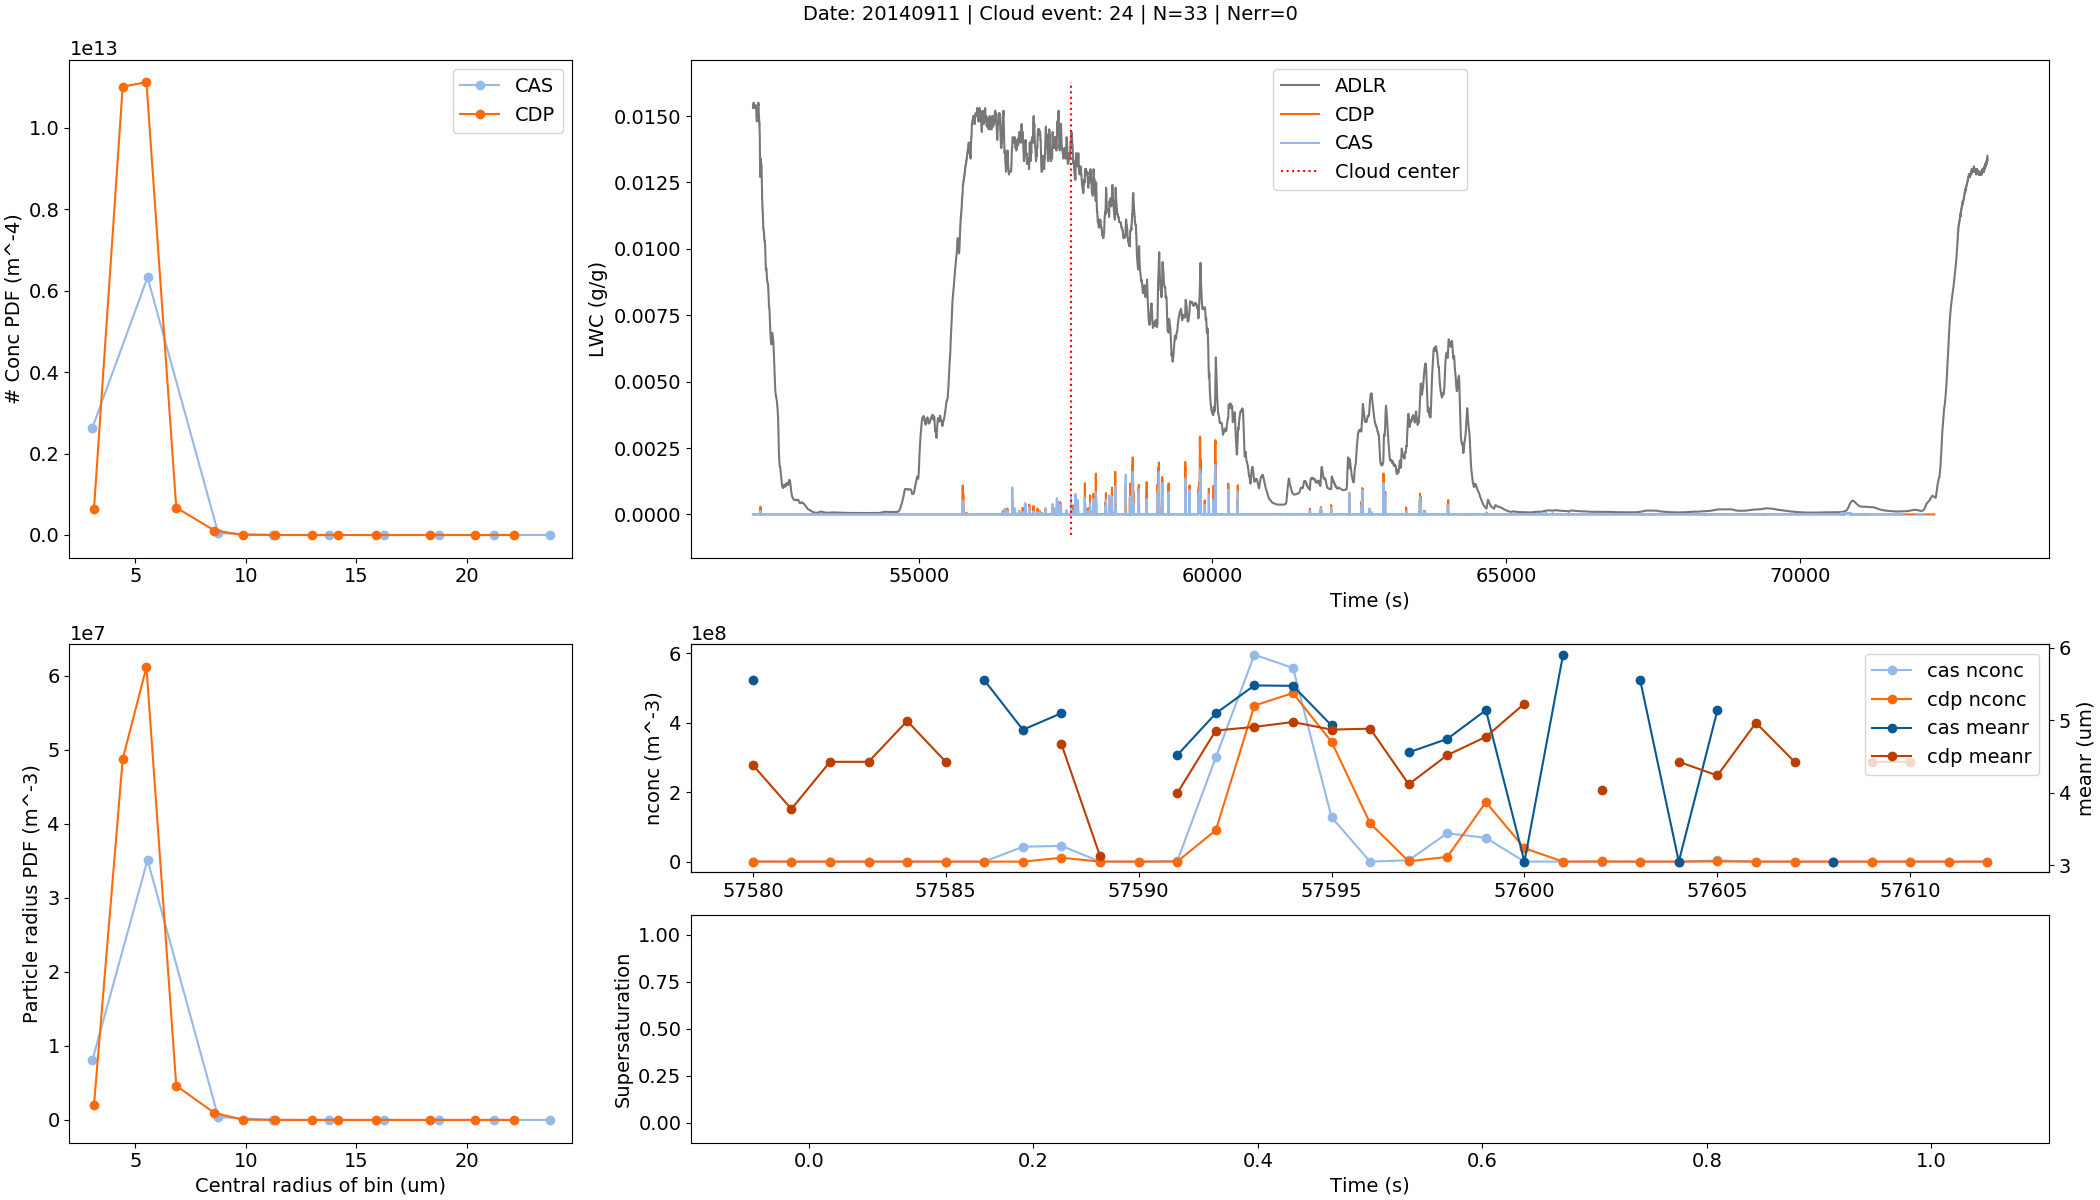 Date: 20140911 | Cloud event: 24 | N=33 | Nerr=0
1e13
# Conc PDF (m^-4)
1.0
0.8
0.6
0.4
0.2
0.0
5 10 15 20
CAS
CDP
LWC (g/g)
0.0150
0.0125
0.0100
0.0075
0.0050
0.0025
0.0000
55000 60000 65000 70000
Time (s)
ADLR
CDP
CAS
Cloud center
1e7
Particle radius PDF (m^-3)
6
5
4
3
2
1
0
5 10 15 20
Central radius of bin (um)
1e8
nconc (m^-3)
6
4
2
0
57580 57585 57590 57595 57600 57605 57610
cas nconc
cdp nconc
cas meanr
cdp meanr
6
5
4
3
meanr (um)
Supersaturation
1.00
0.75
0.50
0.25
0.00
0.0 0.2 0.4 0.6 0.8 1.0
Time (s)